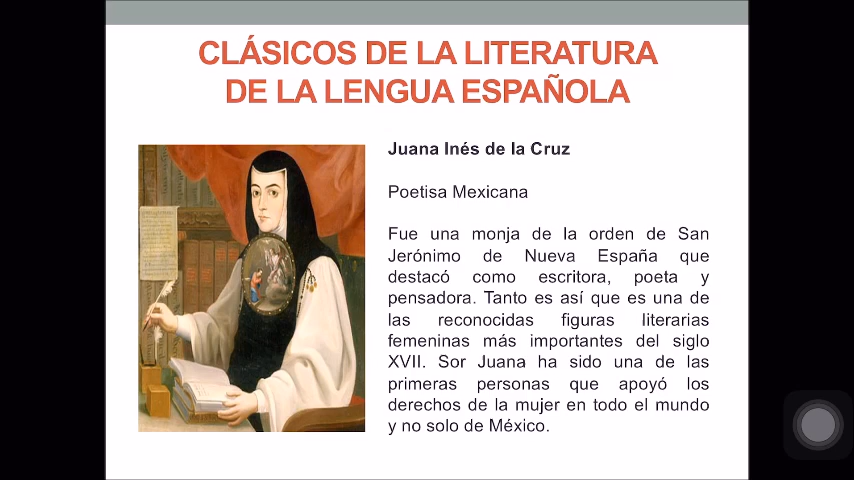 CLÁSICOS DE LA LITERATURA
DE LA LENGUA ESPAÑOLA
Juana Inés de la Cruz
Poetisa Mexicana
Fue una monja de la orden de San
Jerónimo de Nueva España que
destacó como escritora, poeta y
pensadora. Tanto es así que es una de
las reconocidas figuras literarias
femeninas más importantes del siglo
XVII. Sor Juana ha sido una de las
primeras personas que apoyó los
derechos de la mujer en todo el mundo
y no solo de México.